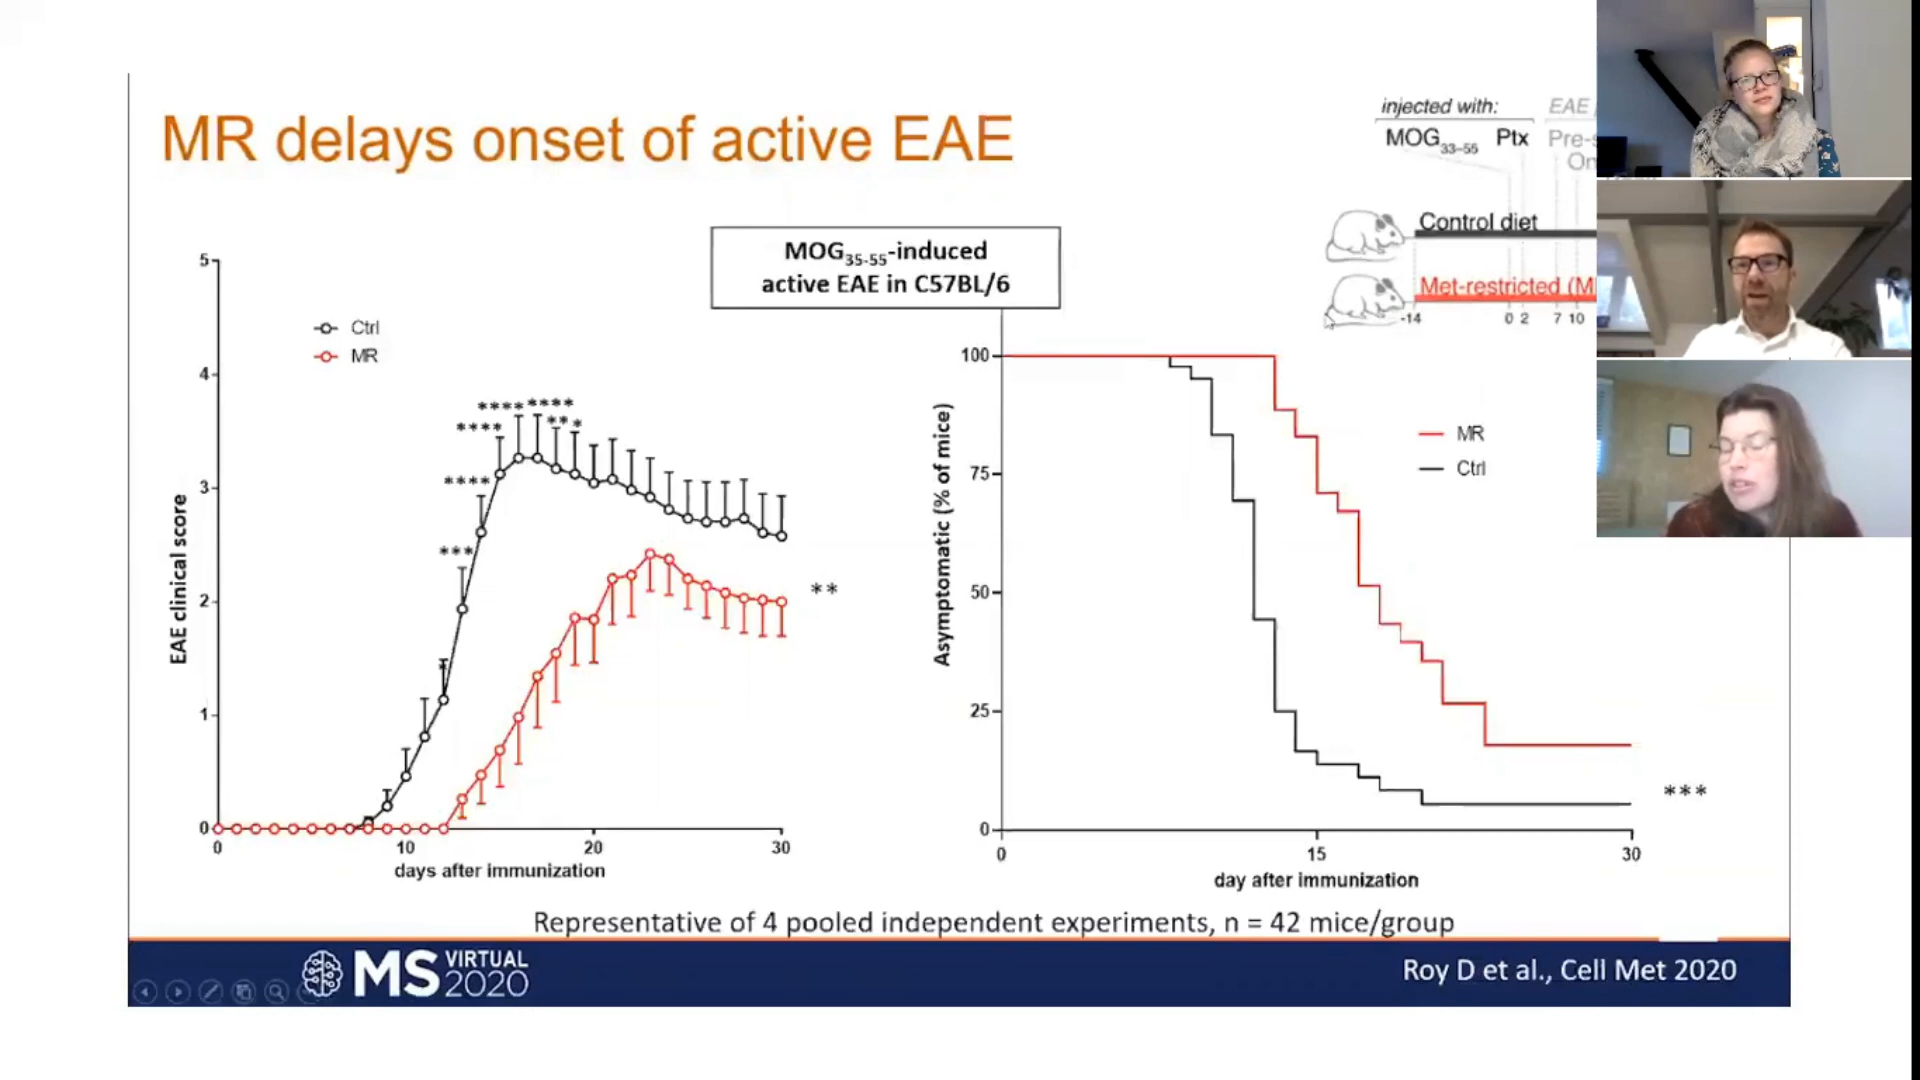 MR delays onset of active EAE
injected with:
EAE
MOG33–55 Ptx Pre-
On
Control diet
Met-restricted (M
-14 0 2 7 10
MOG35-55-induced
active EAE in C57BL/6
5
4
3
2
1
0
EAE clinical score
Ctrl
MR
**** ****
**** ** *
****
***
*
**
0 10 20 30
days after immunization
100
75
50
25
0
Asymptomatic (% of mice)
MR
Ctrl
***
0 15 30
day after immunization
Representative of 4 pooled independent experiments, n = 42 mice/group
MS VIRTUAL
2020
Roy D et al., Cell Met 2020